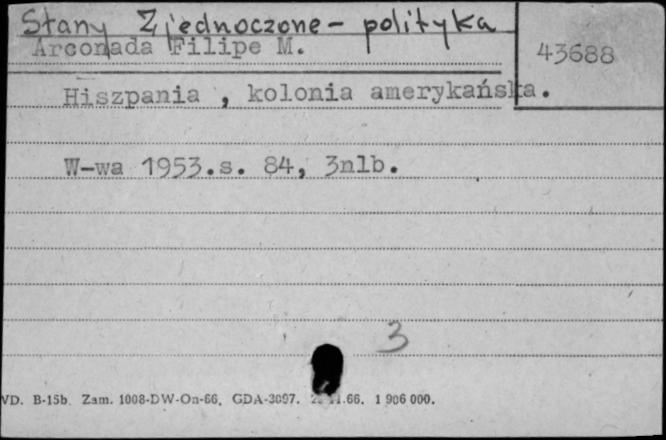 Stany Zjednoczone - polityka
Arconada Filipe M.
43688
Hiszpania , kolonia amerykańska.
W-wa 1953.s. 84, 3nlb.
3
VD. B-15b. Zam. 1008-DW-On-66. GDA-3097. .66. 1 906 000.